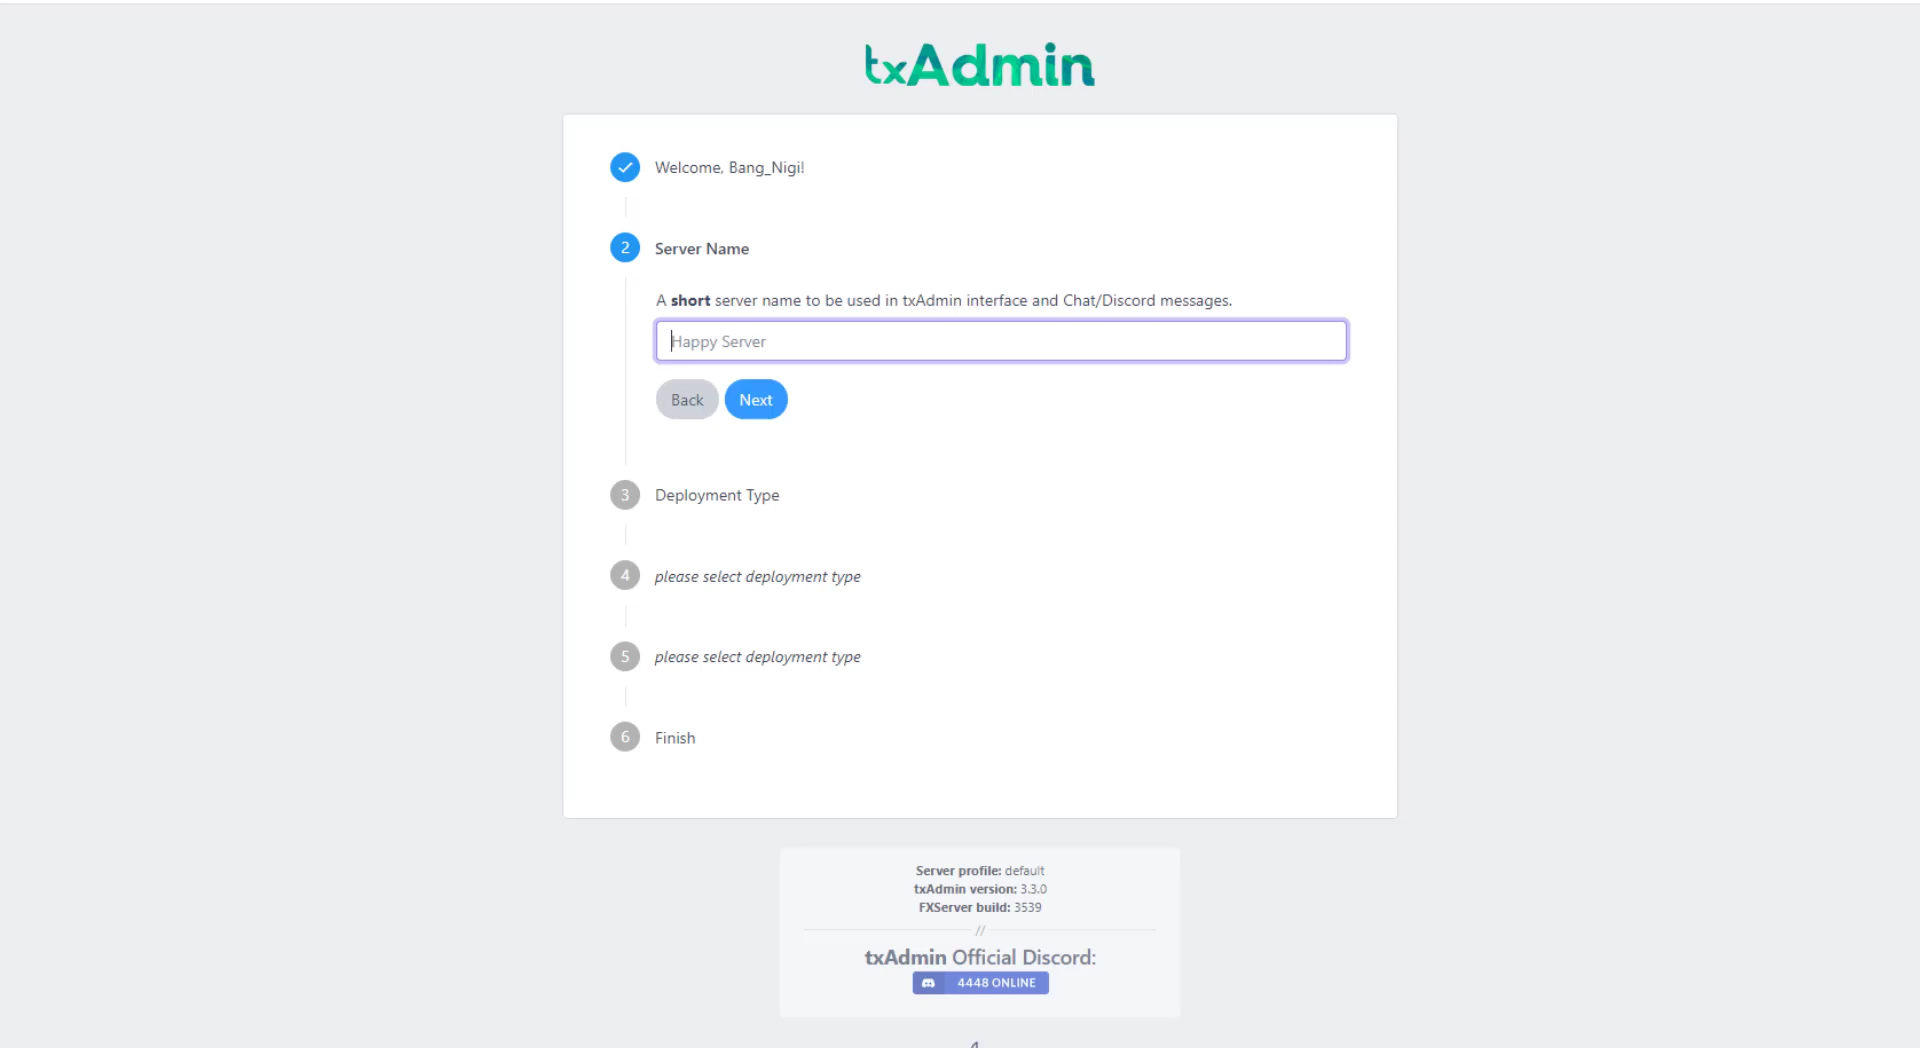 txAdmin
Welcome, Bang_Nigi!
2 Server Name
A short server name to be used in txAdmin interface and Chat/Discord messages.
Happy Server
Back Next
3 Deployment Type
4 please select deployment type
5 please select deployment type
6 Finish
Server profile: default
txAdmin version: 3.3.0
FXServer build: 3539
//
txAdmin Official Discord:
4448 ONLINE